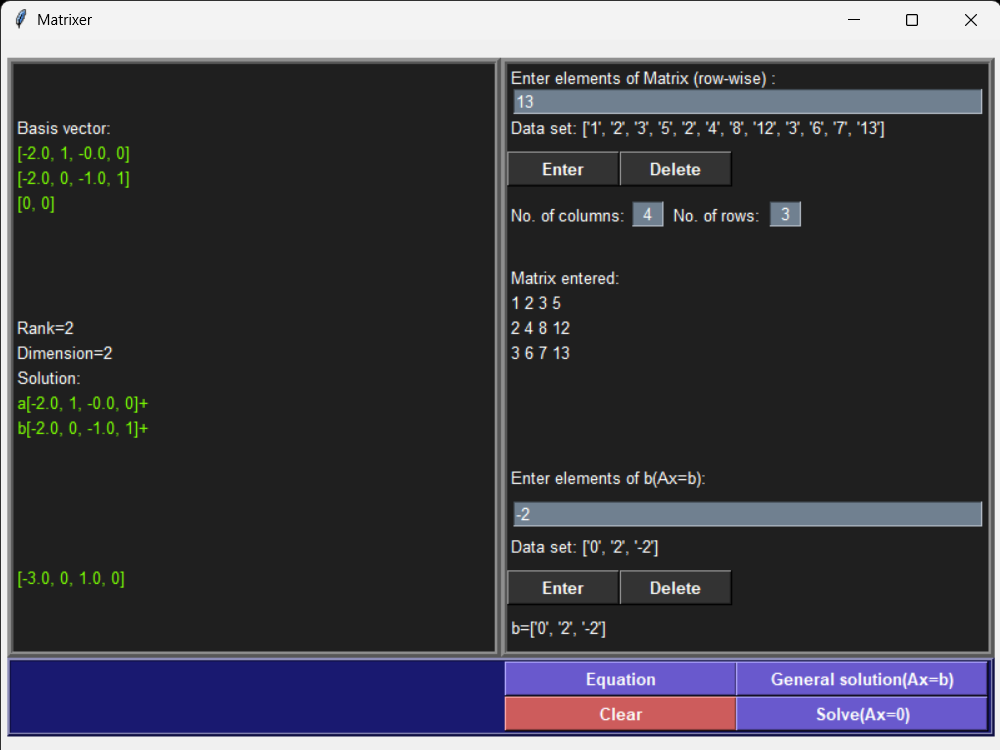 Matrixer
Basis vector:
[-2.0, 1, -0.0, 0]
[-2.0, 0, -1.0, 1]
[0, 0]
Rank=2
Dimension=2
Solution:
a[-2.0, 1, -0.0, 0]+
b[-2.0, 0, -1.0, 1]+
[-3.0, 0, 1.0, 0]
Enter elements of Matrix (row-wise) :
13
Data set: ['1', '2', '3', '5', '2', '4', '8', '12', '3', '6', '7', '13']
Enter Delete
No. of columns: 4 No. of rows: 3
Matrix entered:
1 2 3 5
2 4 8 12
3 6 7 13
Enter elements of b(Ax=b):
-2
Data set: ['0', '2', '-2']
Enter Delete
b=['0', '2', '-2']
Equation General solution(Ax=b)
Clear Solve(Ax=0)